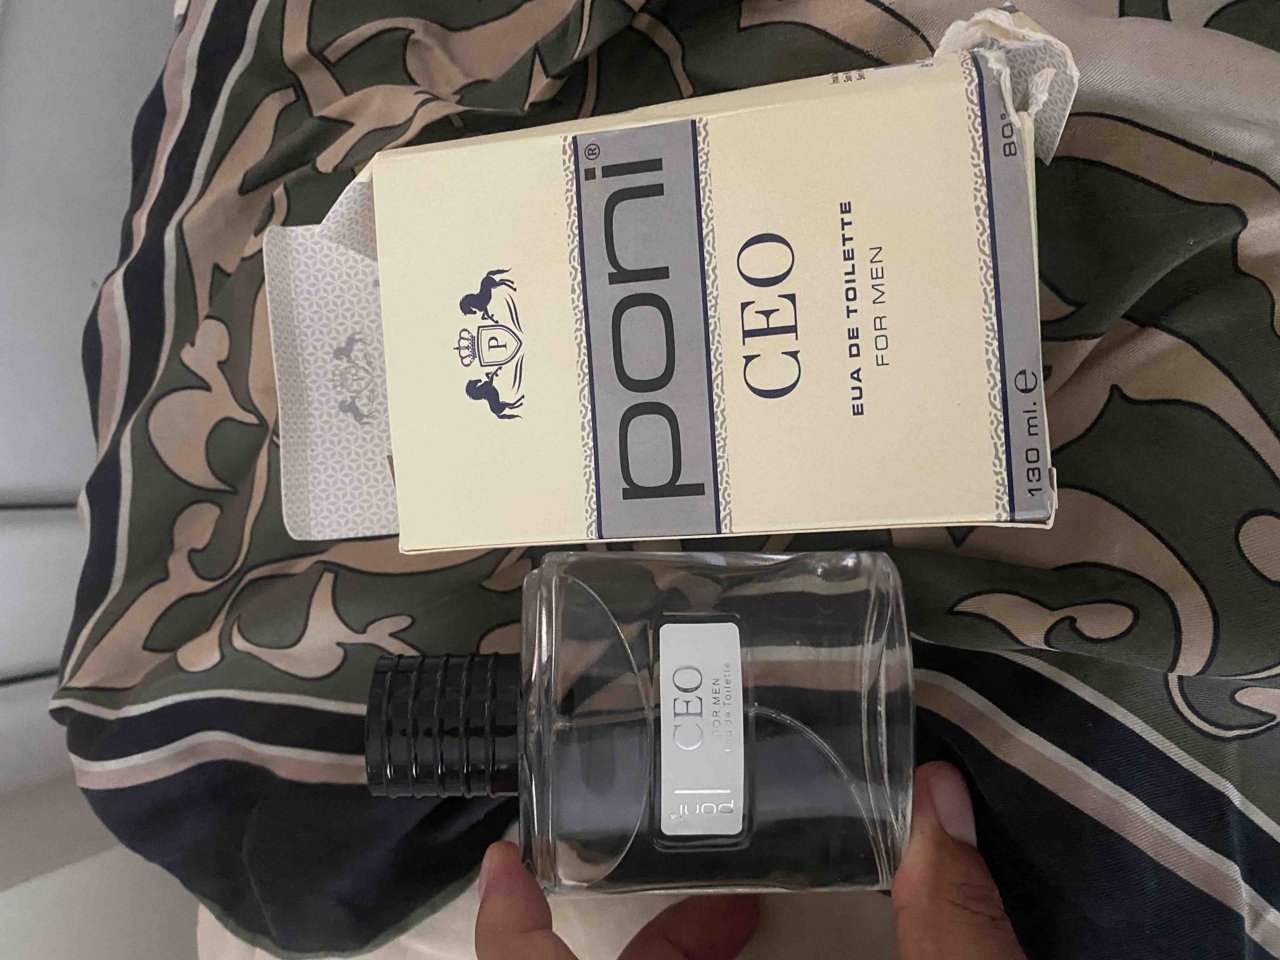 P
poni®
CEO
EUA DE TOILETTE
FOR MEN
130 ml. e
80°
poni
CEO
FOR MEN
Eau de Toilette